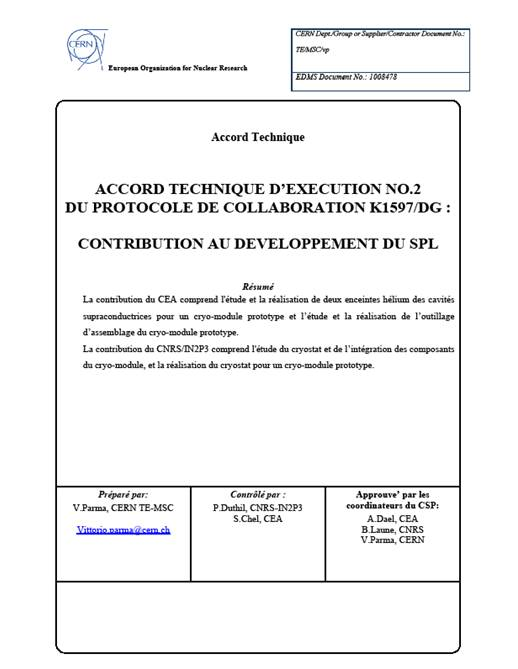 CERN
European Organization for Nuclear Research
CERN Dept./Group or Supplier/Contractor Document No.:
TE/MSC/vp
EDMS Document No.: 1008478
Accord Technique
ACCORD TECHNIQUE D'EXECUTION NO.2
DU PROTOCOLE DE COLLABORATION K1597/DG :
CONTRIBUTION AU DEVELOPPEMENT DU SPL
Résumé
La contribution du CEA comprend l'étude et la réalisation de deux enceintes hélium des cavités
supraconductrices pour un cryo-module prototype et l'étude et la réalisation de l'outillage
d'assemblage du cryo-module prototype.
La contribution du CNRS/IN2P3 comprend l'étude du cryostat et de l'intégration des composants
du cryo-module, et la réalisation du cryostat pour un cryo-module prototype.
Préparé par:
V.Parma, CERN TE-MSC
Vittorio.parma@cern.ch
Contrôlé par :
P.Duthil, CNRS-IN2P3
S.Chel, CEA
Approuve' par les
coordinateurs du CSP:
A.Dael, CEA
B.Laune, CNRS
V.Parma, CERN